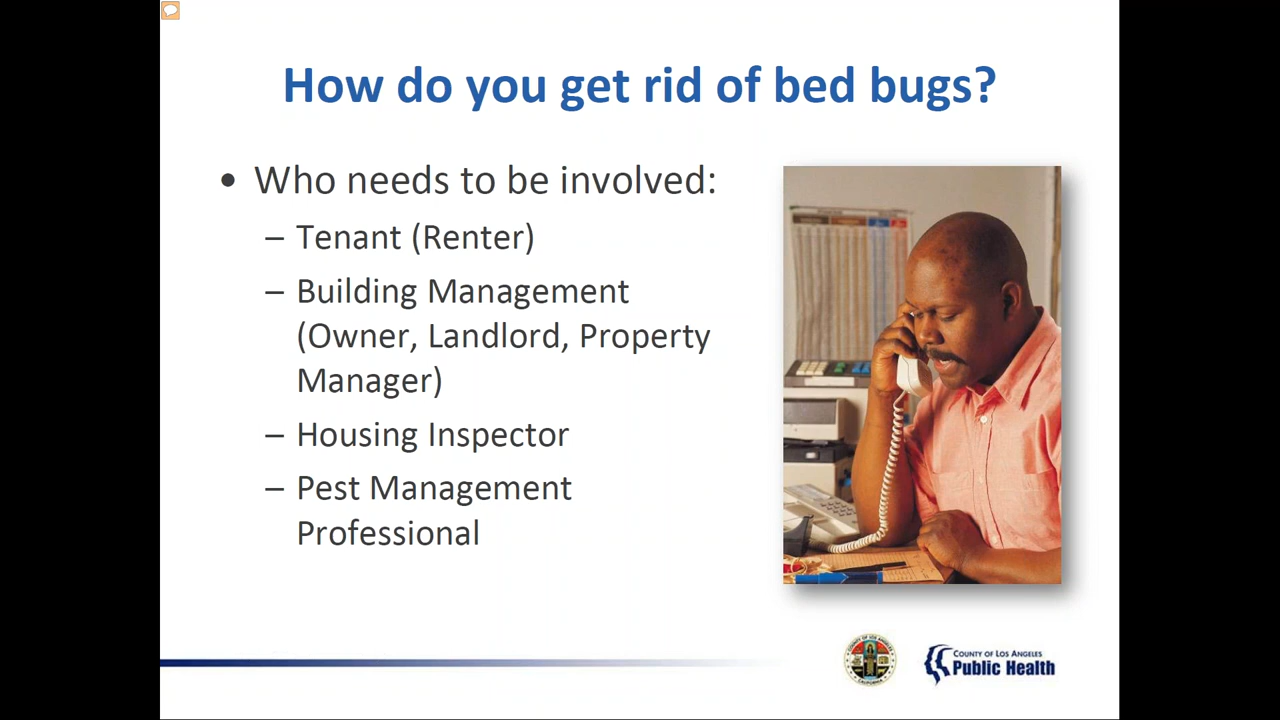 How do you get rid of bed bugs?
• Who needs to be involved:
– Tenant (Renter)
– Building Management
(Owner, Landlord, Property
Manager)
– Housing Inspector
– Pest Management
Professional
COUNTY OF LOS ANGELES
Public Health